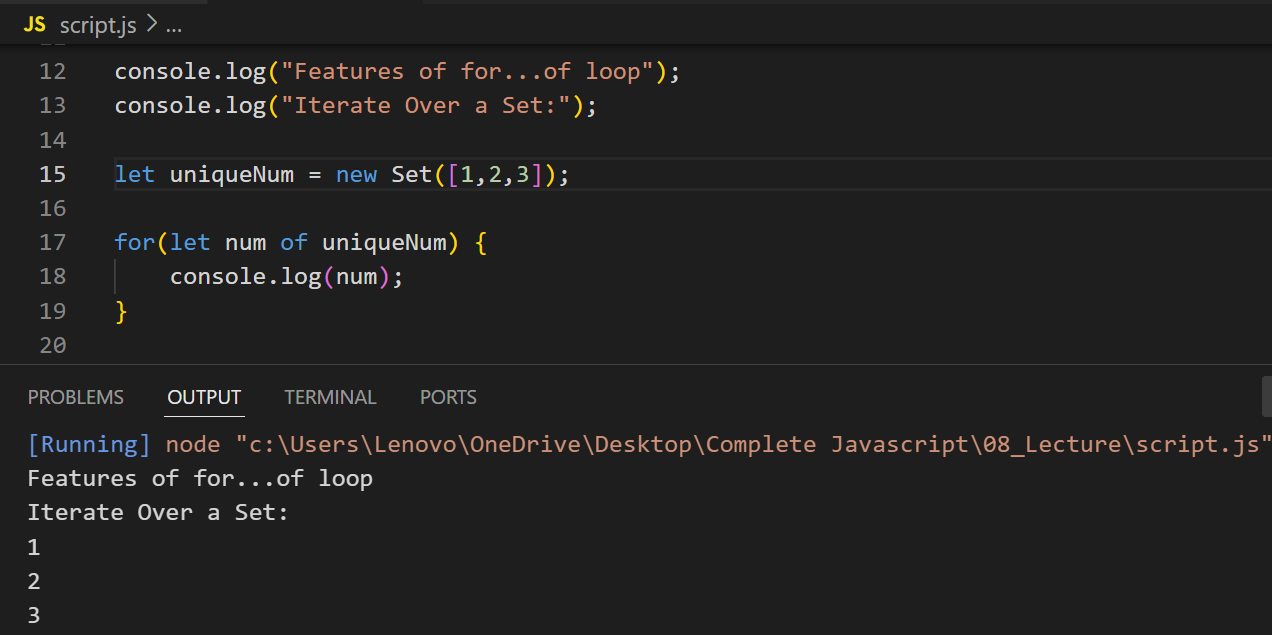 JS script.js > ...
12 console.log("Features of for...of loop");
13 console.log("Iterate Over a Set:");
14
15 let uniqueNum = new Set([1,2,3]);
16
17 for(let num of uniqueNum) {
18     console.log(num);
19 }
20
PROBLEMS OUTPUT TERMINAL PORTS
[Running] node "c:\Users\Lenovo\OneDrive\Desktop\Complete Javascript\08_Lecture\script.js"
Features of for...of loop
Iterate Over a Set:
1
2
3